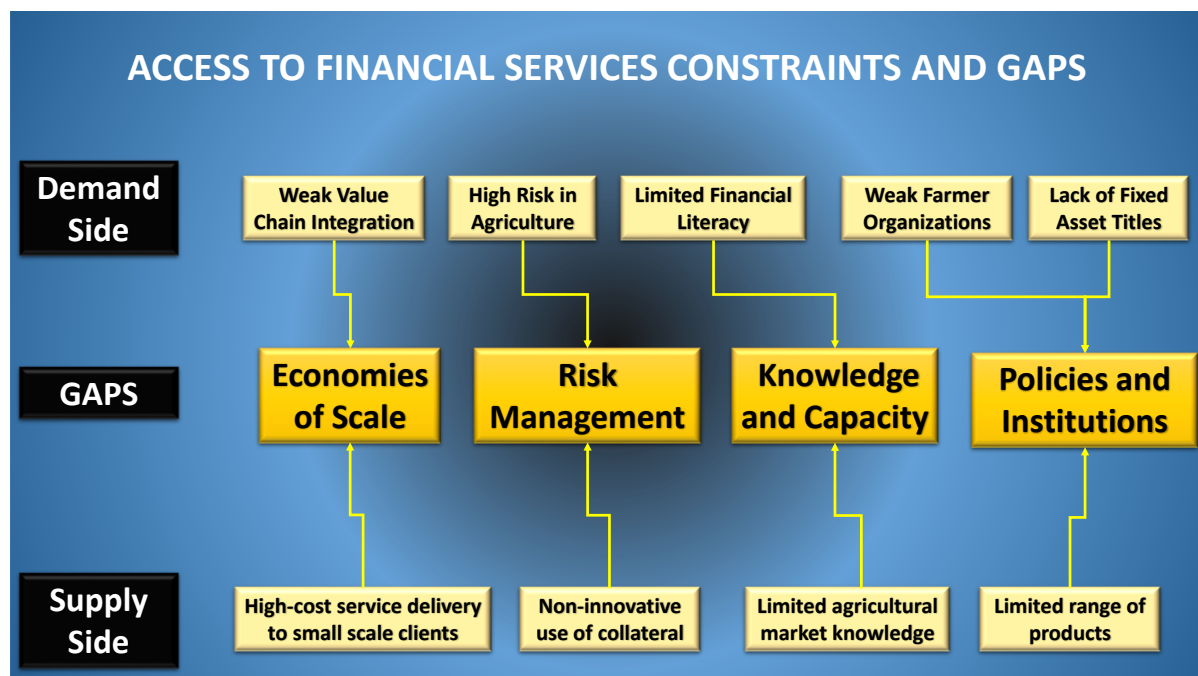 ACCESS TO FINANCIAL SERVICES CONSTRAINTS AND GAPS
Demand
Side
Weak Value
Chain Integration
High Risk in
Agriculture
Limited Financial
Literacy
Weak Farmer
Organizations
Lack of Fixed
Asset Titles
GAPS
Economies
of Scale
Risk
Management
Knowledge
and Capacity
Policies and
Institutions
Supply
Side
High-cost service delivery
to small scale clients
Non-innovative
use of collateral
Limited agricultural
market knowledge
Limited range of
products